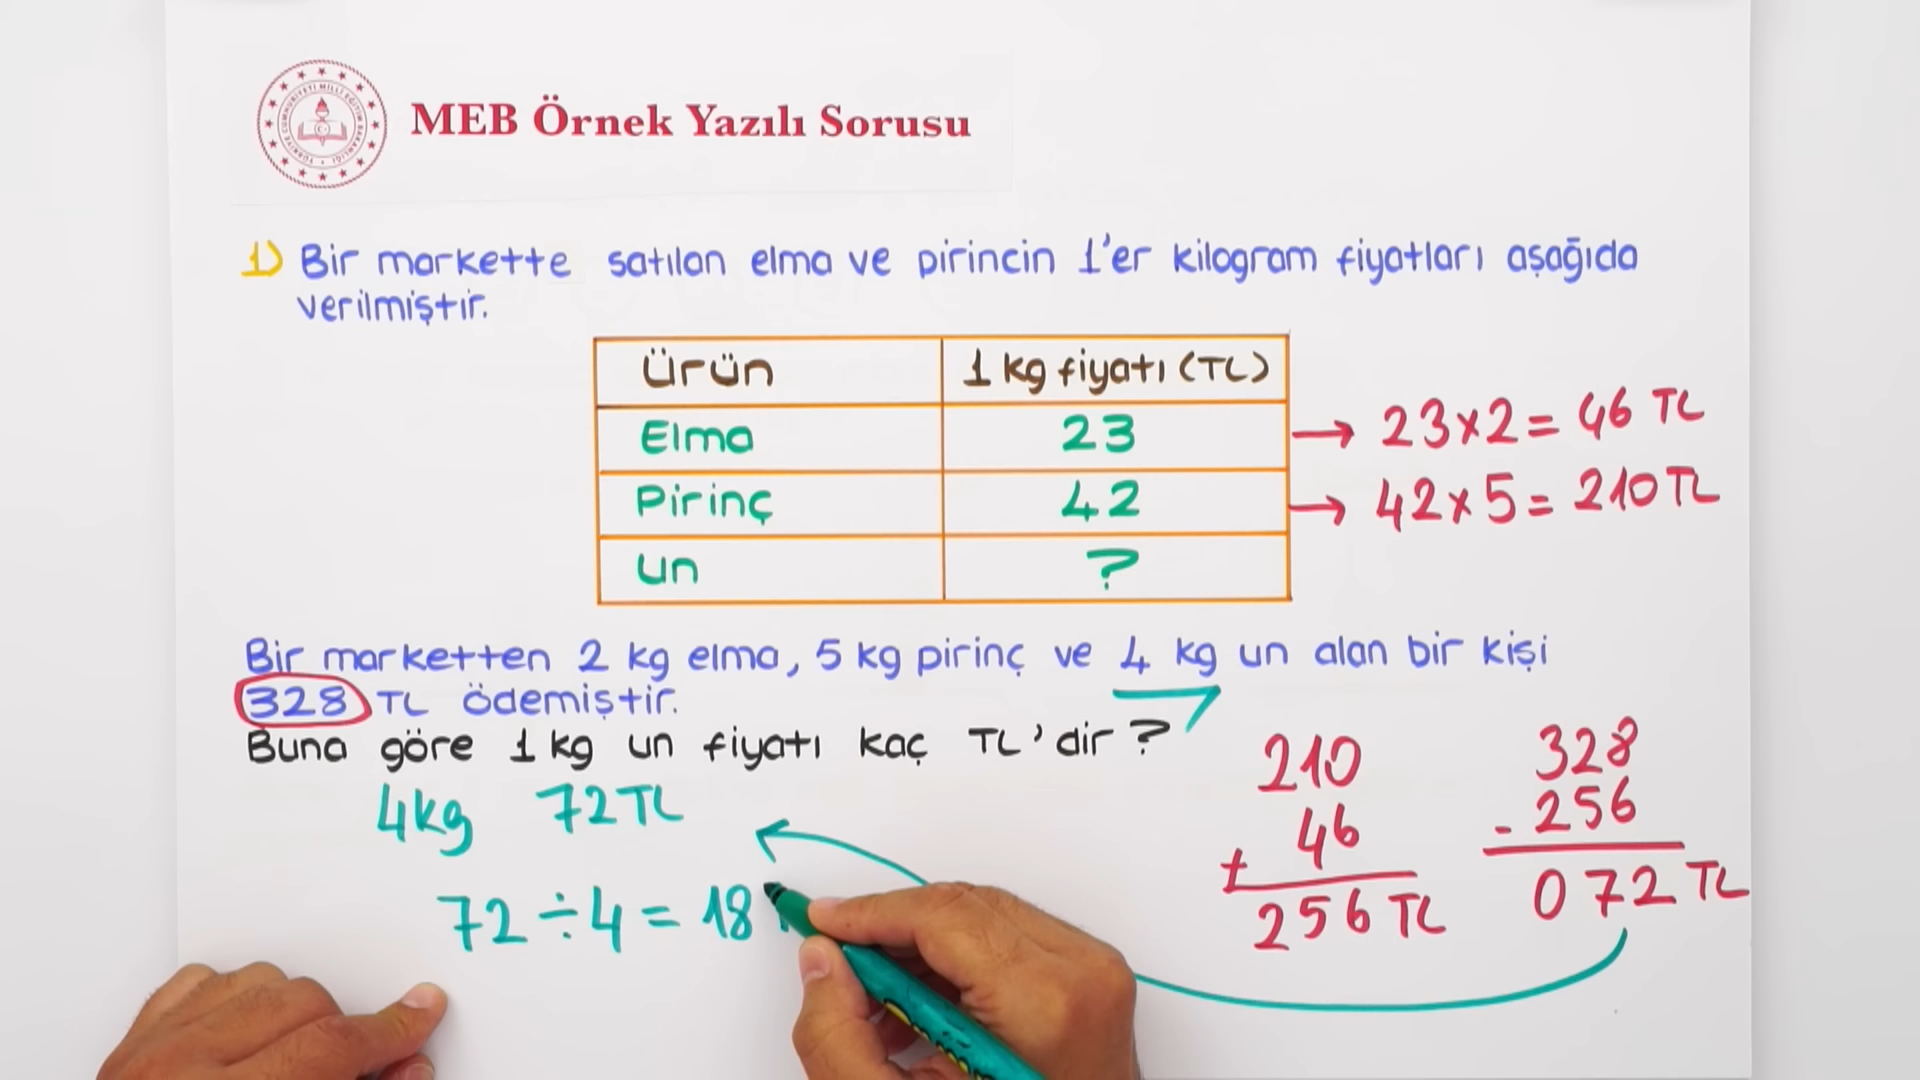 MEB Örnek Yazılı Sorusu
1) Bir markette satılan elma ve pirincin 1'er kilogram fiyatları aşağıda
verilmiştir.
Ürün 1 kg fiyatı (TL)
Elma 23 → 23x2 = 46 TL
Pirinç 42 → 42x5 = 210 TL
un ?
Bir marketten 2 kg elma, 5 kg pirinç ve 4 kg un alan bir kişi
328 TL ödemiştir.
Buna göre 1 kg un fiyatı kaç TL'dir?
4kg 72TL
72 ÷ 4 = 18
210
46
+
256 TL
328
- 256
072 TL